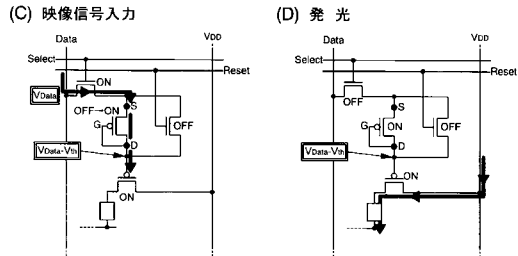 (C) 映像信号入力
Data
VDD
Select
ON
Reset
VData
S
OFF→ON
G
OFF
D
VData-Vth
ON
(D) 発 光
Data
VDD
Select
Reset
OFF
S
G
ON
OFF
D
VData-Vth
ON